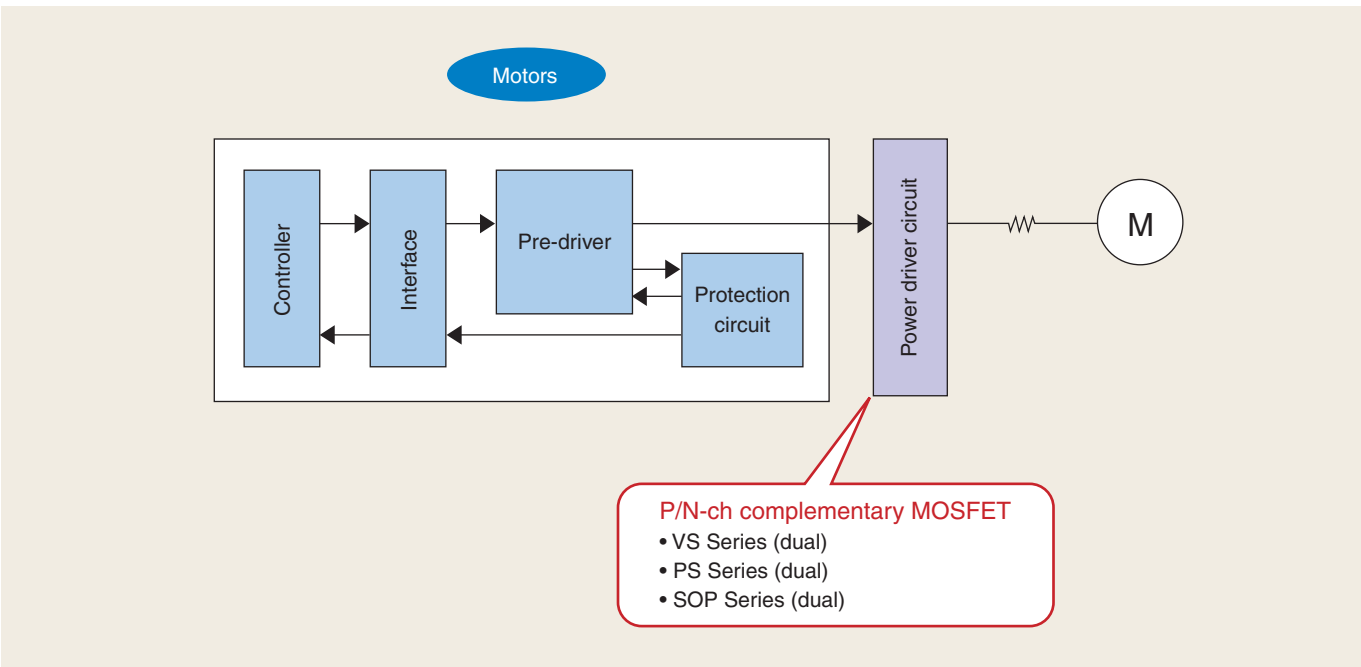 Motors
Controller
Interface
Pre-driver
Protection
circuit
Power driver circuit
M
P/N-ch complementary MOSFET
• VS Series (dual)
• PS Series (dual)
• SOP Series (dual)